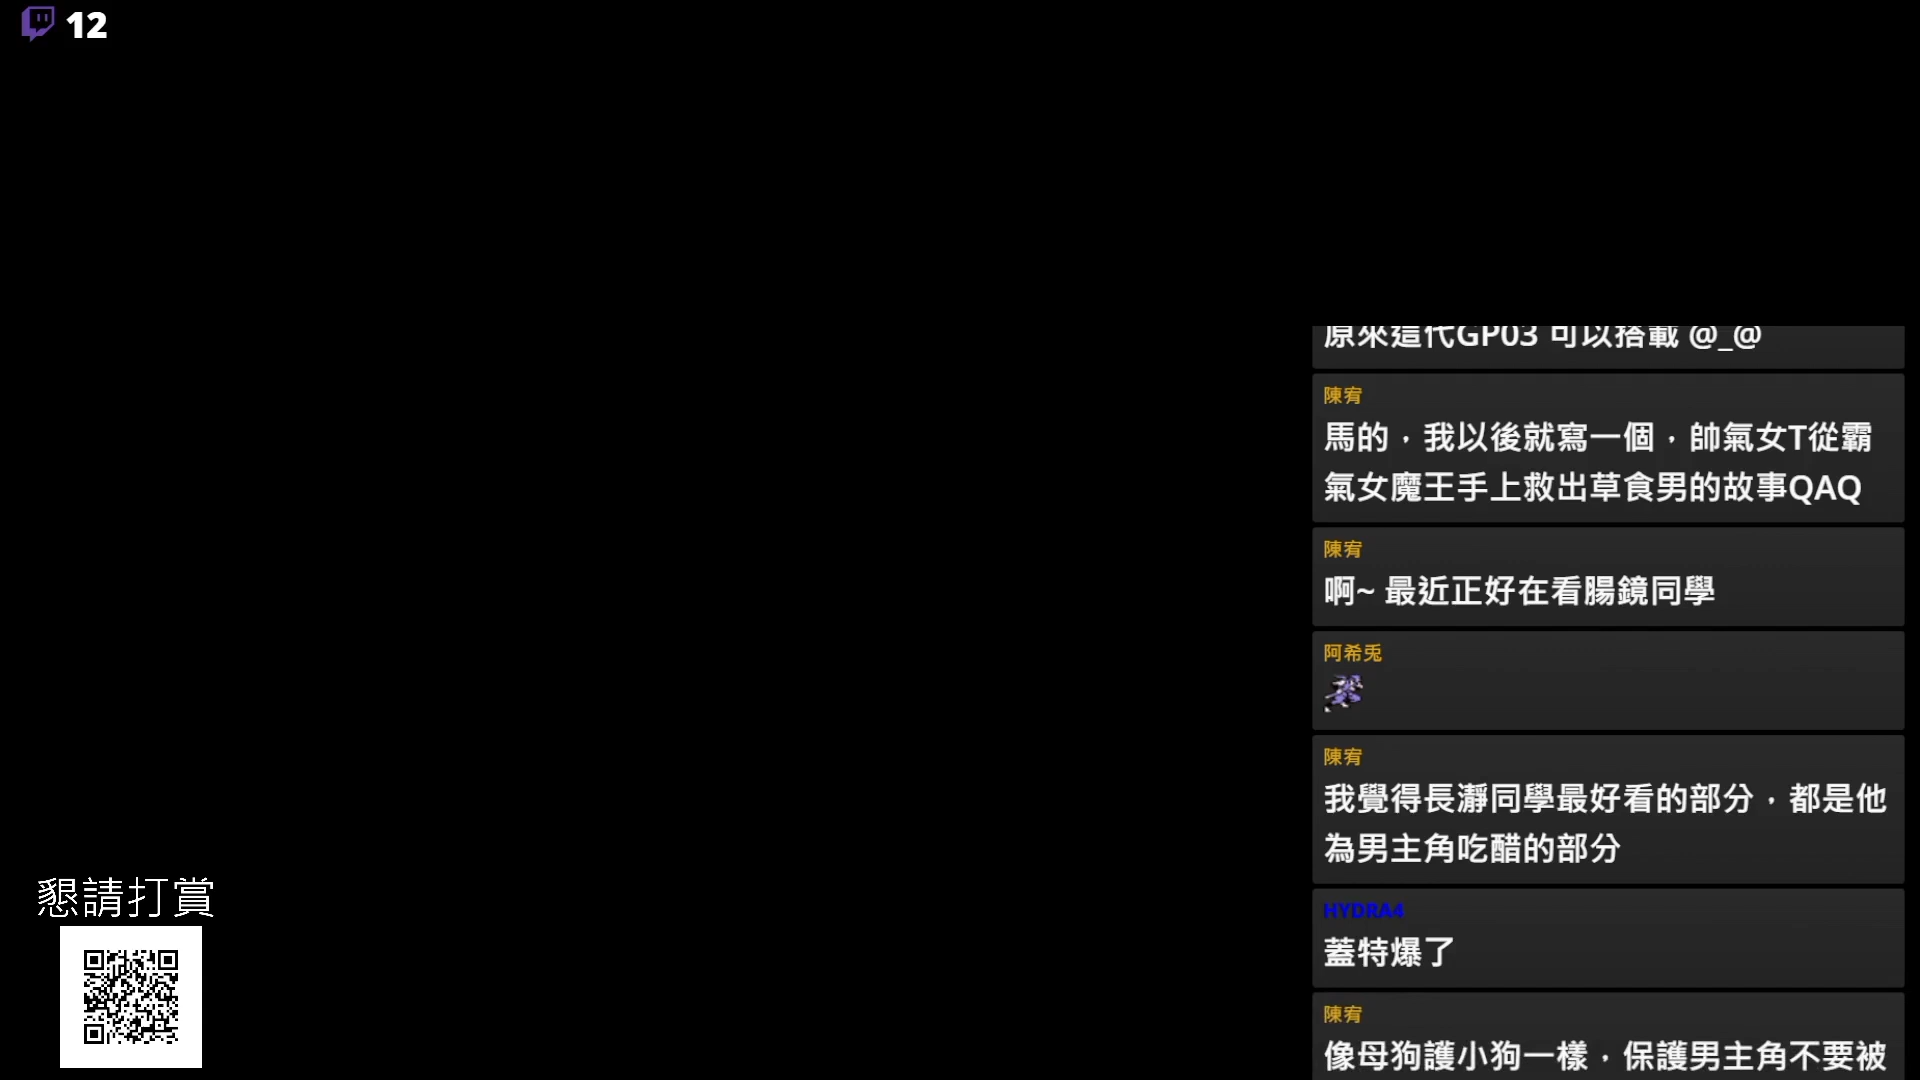 12
原來這代GP03 可以搭載 @_@
陳宥
馬的，我以後就寫一個，帥氣女T從霸
氣女魔王手上救出草食男的故事QAQ
陳宥
啊~ 最近正好在看腸鏡同學
阿希兎
陳宥
我覺得長瀞同學最好看的部分，都是他
為男主角吃醋的部分
HYDRA4
蓋特爆了
陳宥
像母狗護小狗一樣，保護男主角不要被
懇請打賞